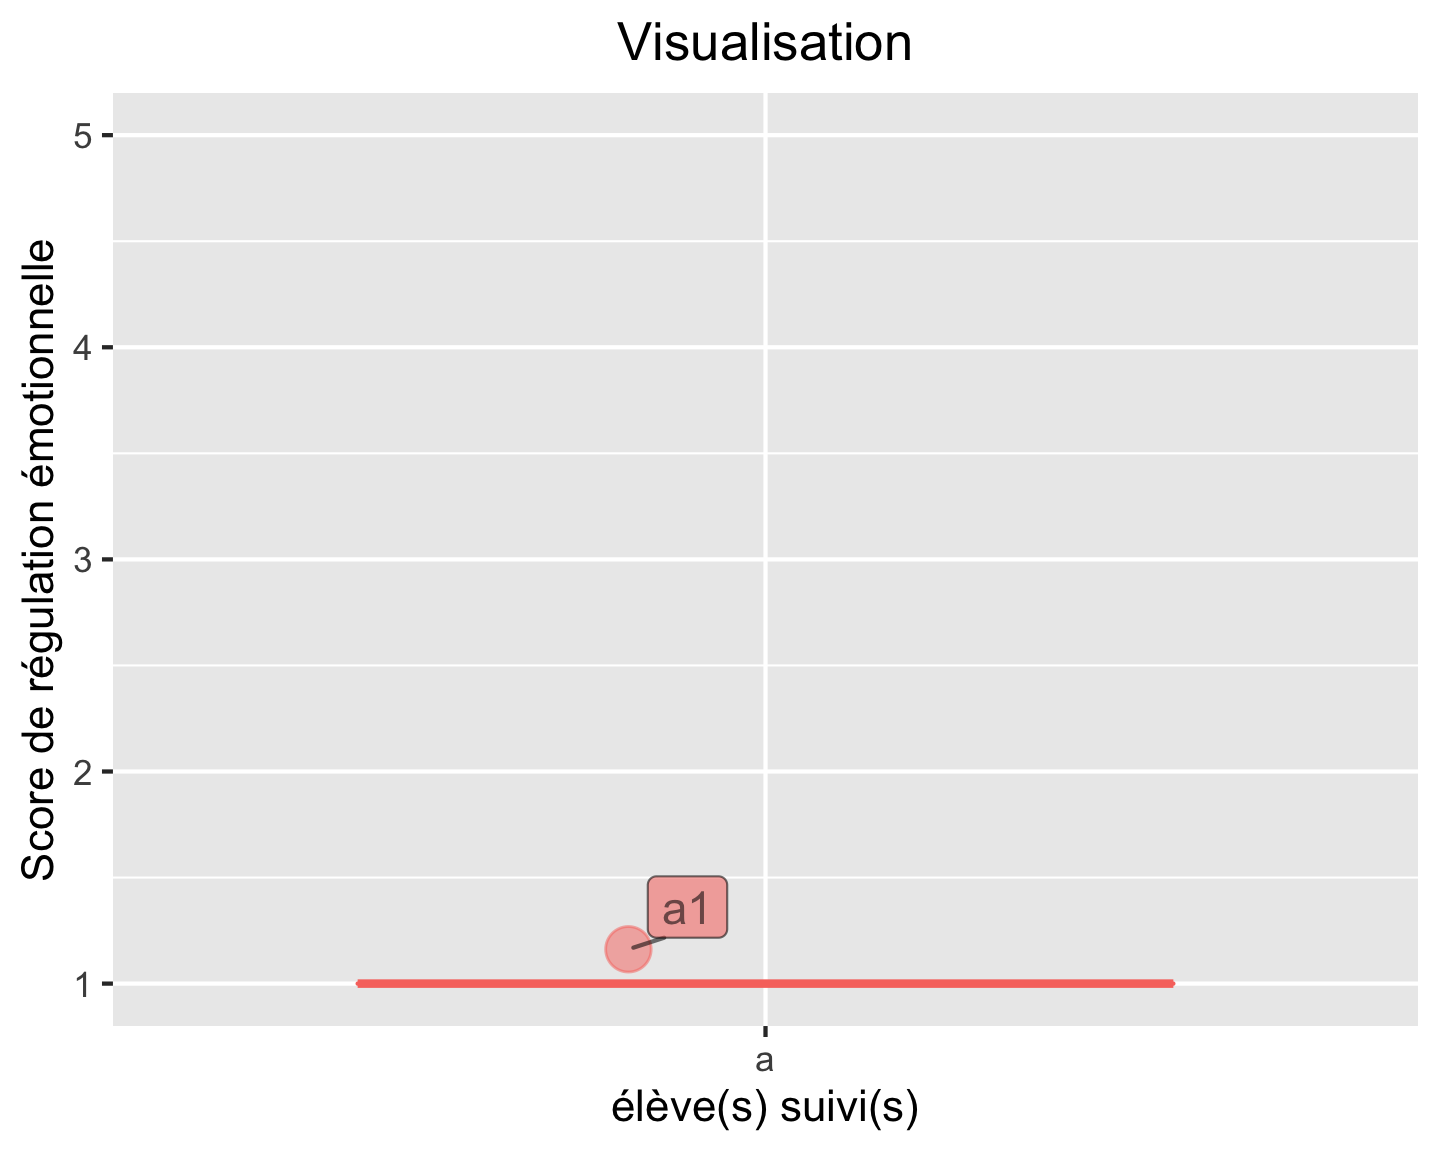 Visualisation
Score de régulation émotionnelle
5
4
3
2
1
a1
a
élève(s) suivi(s)